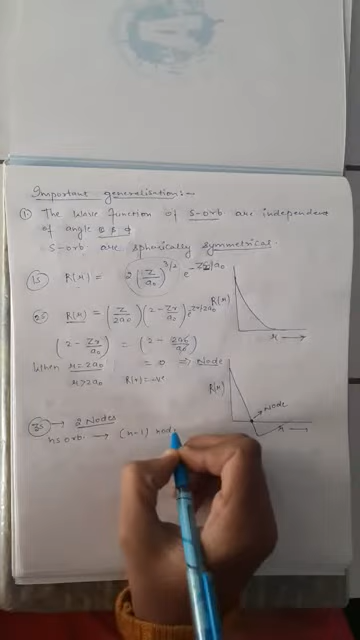 Important generalisations:-
① The wave function of S-orb are independent
of angle θ & ϕ
S-orb are spherically symmetrical.
1S R(r) = 2 (Z/a₀)^3/2 e^-Zr/a₀
R(r)
r →
2S R(r) = (Z/2a₀) (2 - Zr/a₀) e^Zr/2a₀
(2 - Zr/a₀) = (2 - 2a₀/a₀)
When r = 2a₀ = 0 ⇒ Node
r > 2a₀ R(r) = -ve
R(r)
Node
r →
3S → 2 Nodes
ns orb. → (n-1) nod